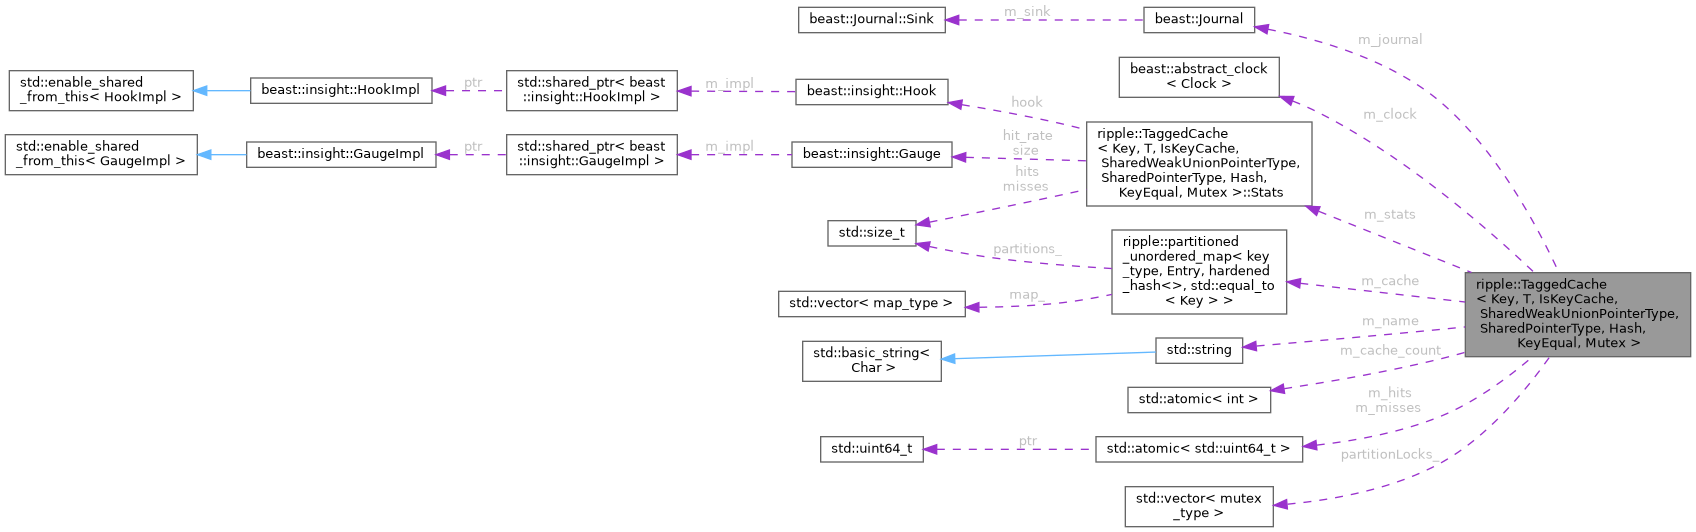 beast::Journal::Sink
m_sink
beast::Journal
m_journal
std::enable_shared
_from_this< HookImpl >
ptr
beast::insight::HookImpl
std::shared_ptr< beast
::insight::HookImpl >
m_impl
beast::insight::Hook
hook
beast::abstract_clock
< Clock >
m_clock
std::enable_shared
_from_this< GaugeImpl >
beast::insight::GaugeImpl
ptr
std::shared_ptr< beast
::insight::GaugeImpl >
m_impl
beast::insight::Gauge
hit_rate
size
hits
misses
ripple::TaggedCache
< Key, T, IsKeyCache,
SharedWeakUnionPointerType,
SharedPointerType, Hash,
KeyEqual, Mutex >::Stats
m_stats
std::size_t
partitions_
ripple::partitioned
_unordered_map< key
_type, Entry, hardened
_hash<>, std::equal_to
< Key > >
m_cache
std::vector< map_type >
map_
ripple::TaggedCache
< Key, T, IsKeyCache,
SharedWeakUnionPointerType,
SharedPointerType, Hash,
KeyEqual, Mutex >
m_name
std::basic_string<
Char >
std::string
m_cache_count
std::atomic< int >
m_hits
m_misses
std::uint64_t
ptr
std::atomic< std::uint64_t >
partitionLocks_
std::vector< mutex
_type >